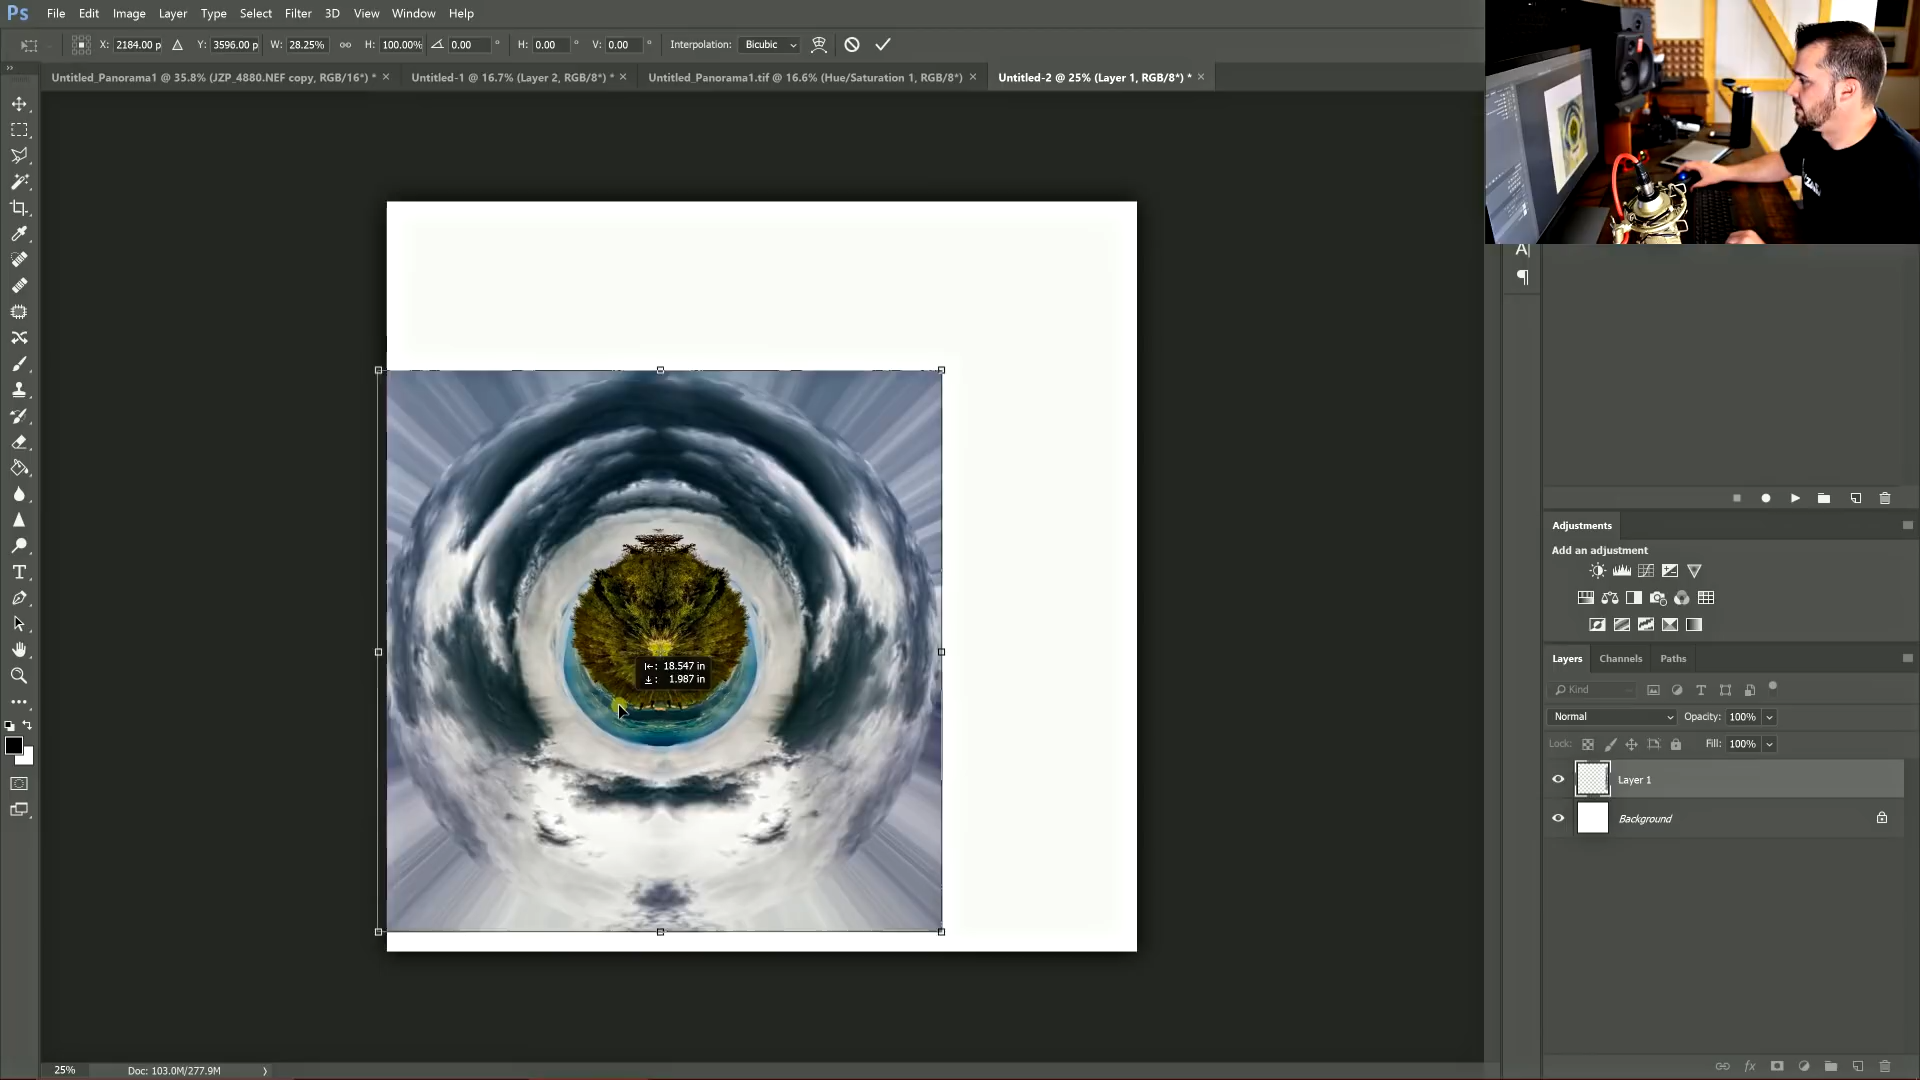 Ps File Edit Image Layer Type Select Filter 3D View Window Help
X: 2184.00 p Y: 3596.00 p W: 28.25% H: 100.00% 0.00 ° H: 0.00 ° V: 0.00 ° Interpolation: Bicubic
Untitled_Panorama1 @ 35.8% (JZP_4880.NEF copy, RGB/16*) * × Untitled-1 @ 16.7% (Layer 2, RGB/8*) * × Untitled_Panorama1.tif @ 16.6% (Hue/Saturation 1, RGB/8) × Untitled-2 @ 25% (Layer 1, RGB/8*) * ×
A|
¶
Adjustments
Add an adjustment
Layers Channels Paths
Kind
Normal Opacity: 100%
Lock: Fill: 100%
Layer 1
Background
18.547 in
1.987 in
25% Doc: 103.0M/277.9M >